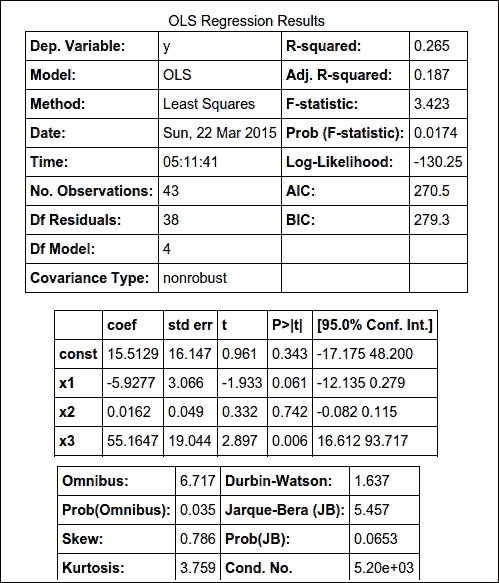 OLS Regression Results
Dep. Variable: y R-squared: 0.265
Model: OLS Adj. R-squared: 0.187
Method: Least Squares F-statistic: 3.423
Date: Sun, 22 Mar 2015 Prob (F-statistic): 0.0174
Time: 05:11:41 Log-Likelihood: -130.25
No. Observations: 43 AIC: 270.5
Df Residuals: 38 BIC: 279.3
Df Model: 4
Covariance Type: nonrobust
coef std err t P>|t| [95.0% Conf. Int.]
const 15.5129 16.147 0.961 0.343 -17.175 48.200
x1 -5.9277 3.066 -1.933 0.061 -12.135 0.279
x2 0.0162 0.049 0.332 0.742 -0.082 0.115
x3 55.1647 19.044 2.897 0.006 16.612 93.717
Omnibus: 6.717 Durbin-Watson: 1.637
Prob(Omnibus): 0.035 Jarque-Bera (JB): 5.457
Skew: 0.786 Prob(JB): 0.0653
Kurtosis: 3.759 Cond. No. 5.20e+03